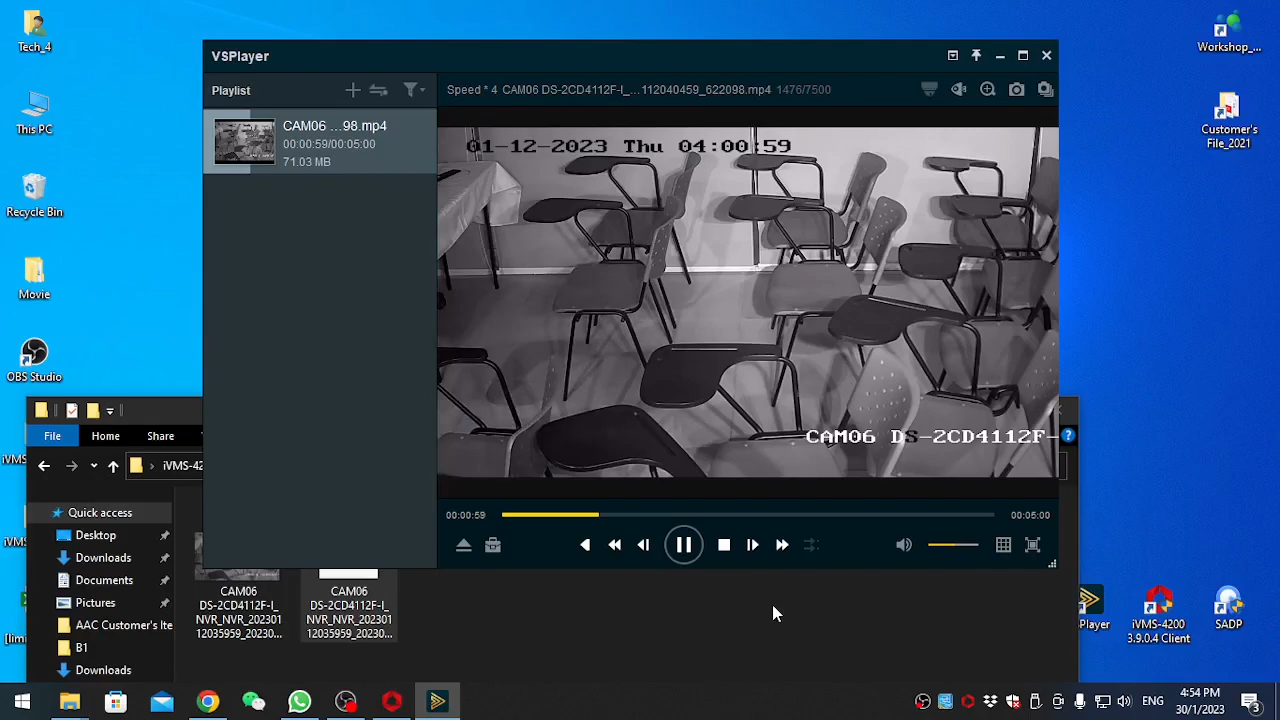 Tech_4
This PC
Recycle Bin
Movie
OBS Studio
Workshop_...
Customer's
File_2021
VSPlayer
Playlist
Speed * 4 CAM06 DS-2CD4112F-I_...112040459_622098.mp4 1476/7500
CAM06 ...98.mp4
00:00:59/00:05:00
71.03 MB
01-12-2023 Thu 04:00:59
CAM06 DS-2CD4112F-
00:00:59
00:05:00
File
Home
Share
iVMS-42
Quick access
Desktop
Downloads
Documents
Pictures
AAC Customer's Ite
B1
Downloads
CAM06
DS-2CD4112F-I_
NVR_NVR_202301
12035959_20230...
CAM06
DS-2CD4112F-I_
NVR_NVR_202301
12035959_20230...
iVMS
iVMS
[lim
Player
iVMS-4200
3.9.0.4 Client
SADP
ENG
4:54 PM
30/1/2023
3